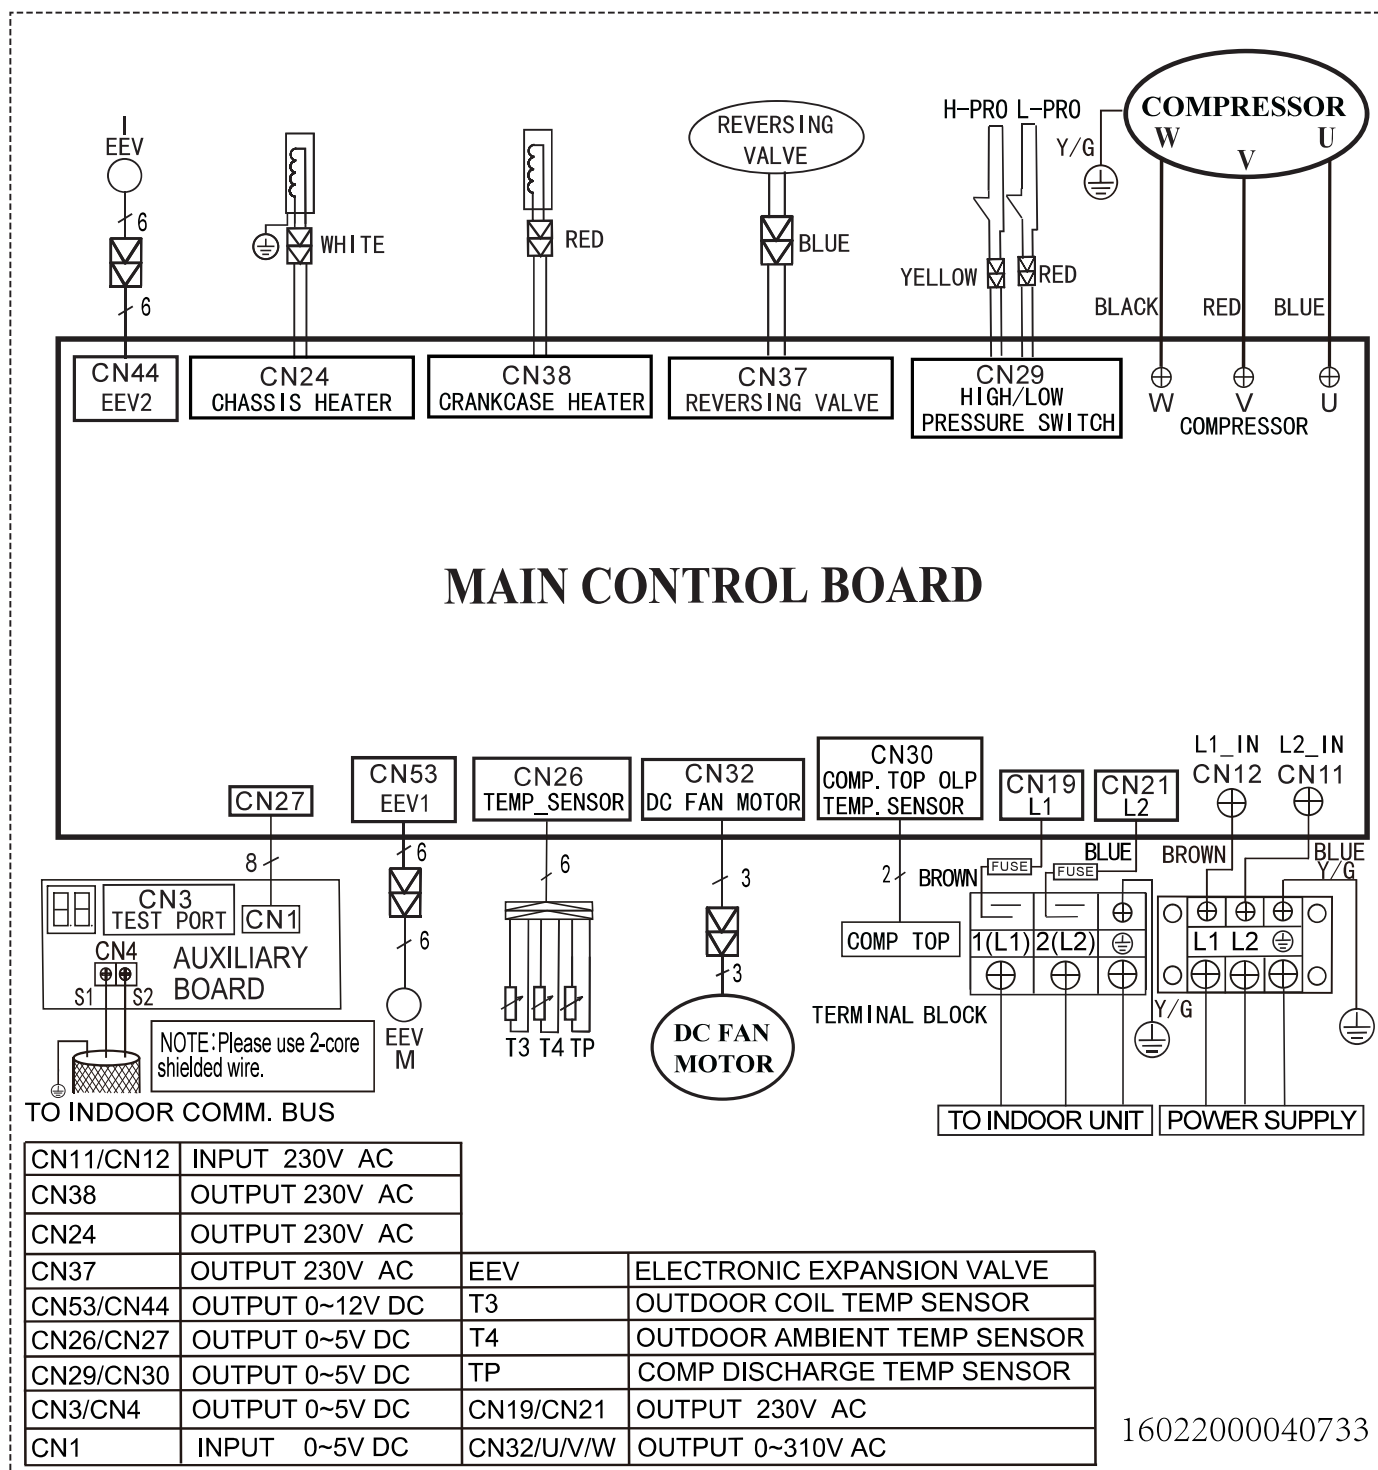 H-PRO L-PRO
COMPRESSOR
W V U
Y/G
I
EEV
REVERSING
VALVE
6
WHITE
RED
BLUE
YELLOW
RED
6
BLACK
RED
BLUE
CN44
EEV2
CN24
CHASSIS HEATER
CN38
CRANKCASE HEATER
CN37
REVERSING VALVE
CN29
HIGH/LOW
PRESSURE SWITCH
W V U
COMPRESSOR
MAIN CONTROL BOARD
CN27
CN53
EEV1
CN26
TEMP_SENSOR
CN32
DC FAN MOTOR
CN30
COMP.TOP OLP
TEMP.SENSOR
CN19
L1
CN21
L2
L1_IN
CN12
L2_IN
CN11
8
6
6
3
2
BROWN
FUSE
FUSE
BLUE
BROWN
BLUE
Y/G
CN3
TEST PORT
CN1
CN4
AUXILIARY
BOARD
S1 S2
6
EEV
M
T3 T4 TP
3
DC FAN
MOTOR
COMP TOP
1(L1) 2(L2)
TERMINAL BLOCK
Y/G
L1 L2
NOTE:Please use 2-core
shielded wire.
TO INDOOR COMM. BUS
TO INDOOR UNIT
POWER SUPPLY
CN11/CN12 INPUT 230V AC
CN38 OUTPUT 230V AC
CN24 OUTPUT 230V AC
CN37 OUTPUT 230V AC EEV ELECTRONIC EXPANSION VALVE
CN53/CN44 OUTPUT 0~12V DC T3 OUTDOOR COIL TEMP SENSOR
CN26/CN27 OUTPUT 0~5V DC T4 OUTDOOR AMBIENT TEMP SENSOR
CN29/CN30 OUTPUT 0~5V DC TP COMP DISCHARGE TEMP SENSOR
CN3/CN4 OUTPUT 0~5V DC CN19/CN21 OUTPUT 230V AC
CN1 INPUT 0~5V DC CN32/U/V/W OUTPUT 0~310V AC
16022000040733